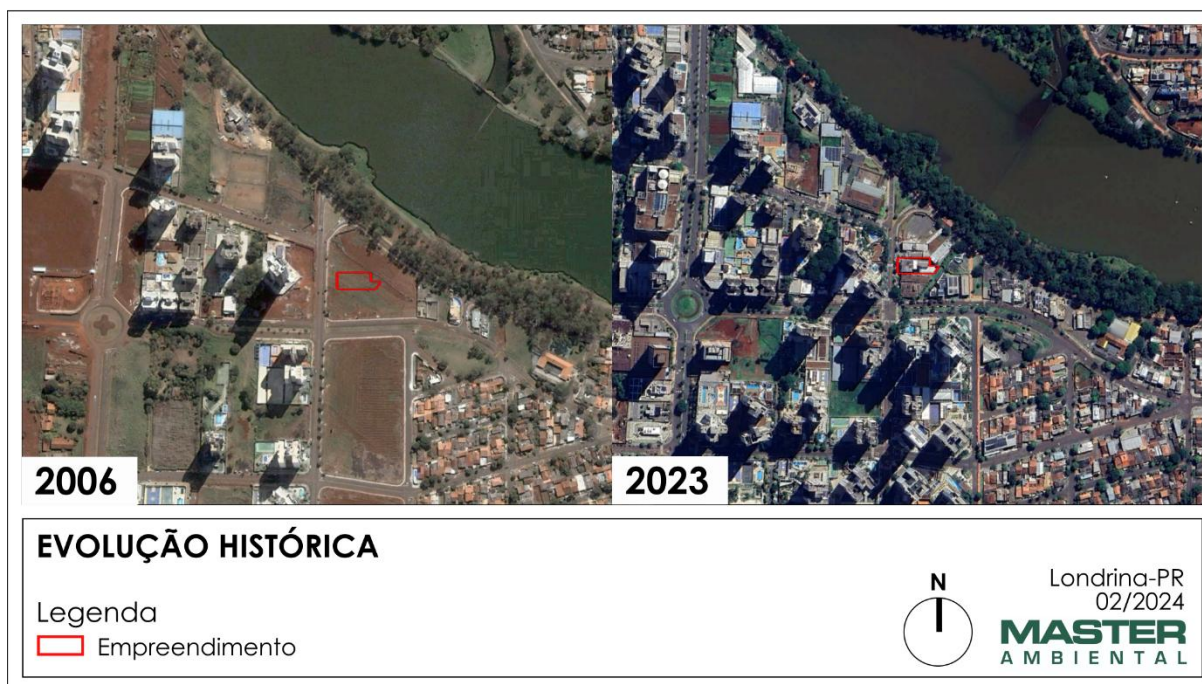 2006
2023
EVOLUÇÃO HISTÓRICA
Legenda
Empreendimento
N
Londrina-PR
02/2024
MASTER
AMBIENTAL